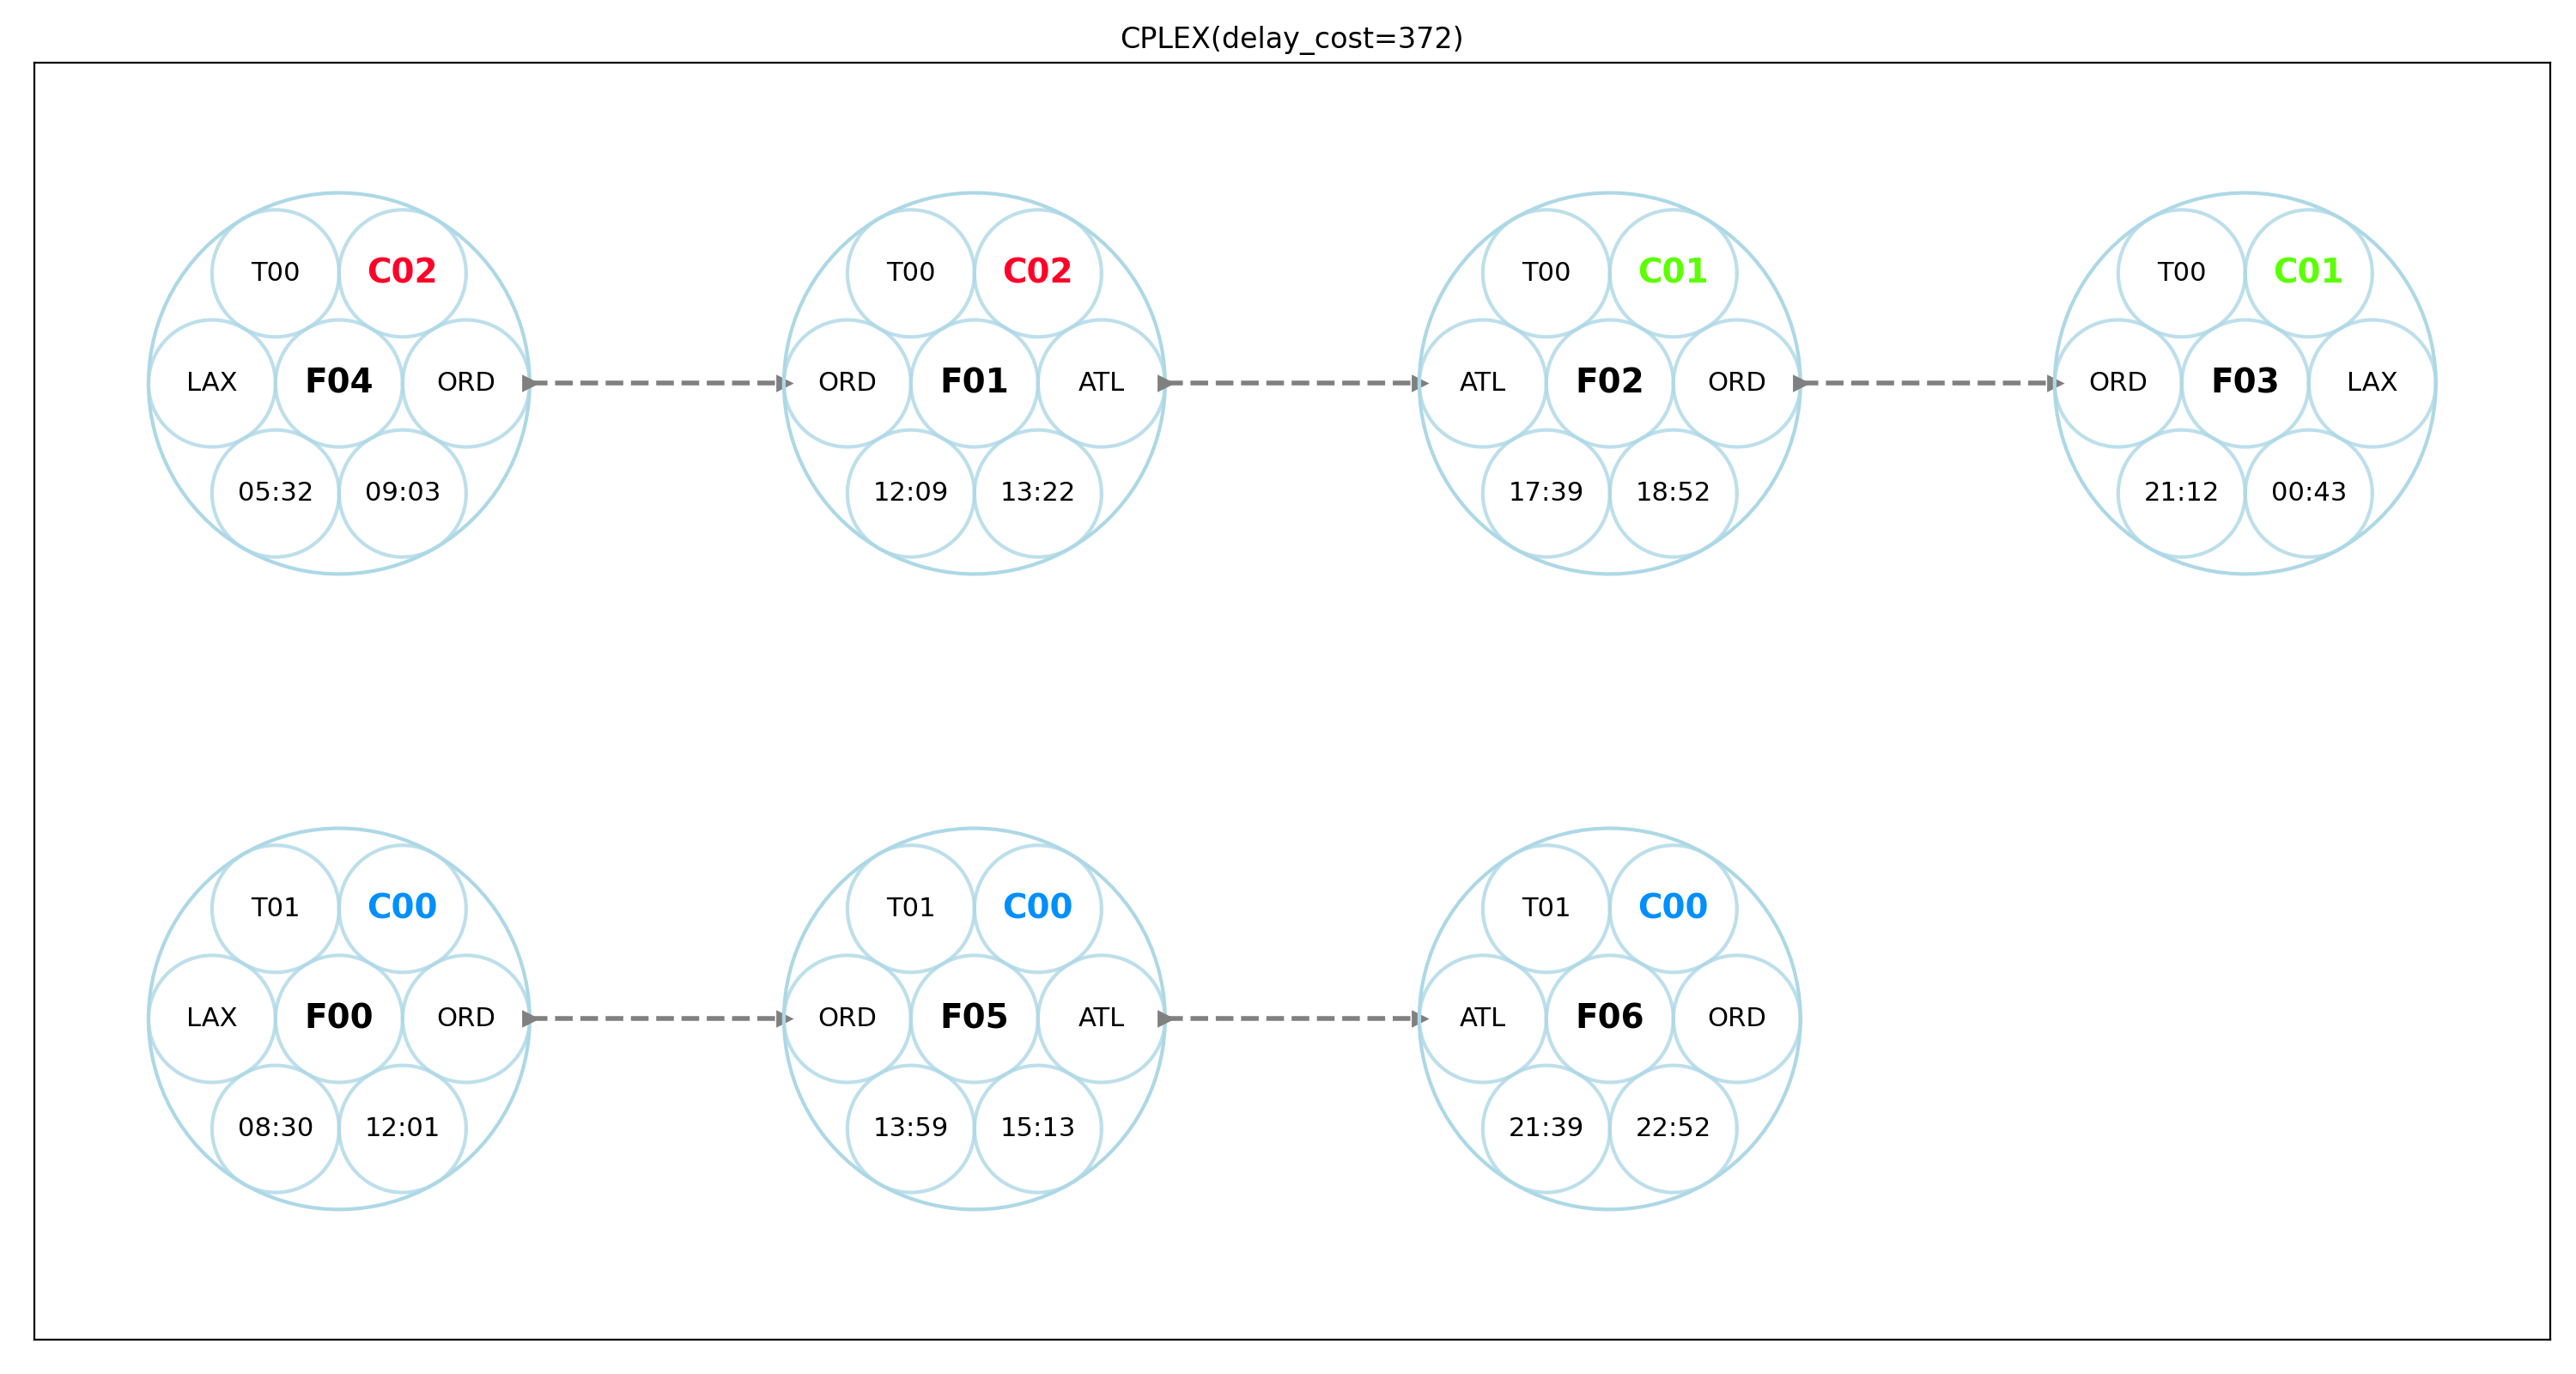 CPLEX(delay_cost=372)
T00 C02 T00 C02 T00 C01 T00 C01
LAX F04 ORD ORD F01 ATL ATL F02 ORD ORD F03 LAX
05:32 09:03 12:09 13:22 17:39 18:52 21:12 00:43
T01 C00 T01 C00 T01 C00
LAX F00 ORD ORD F05 ATL ATL F06 ORD
08:30 12:01 13:59 15:13 21:39 22:52